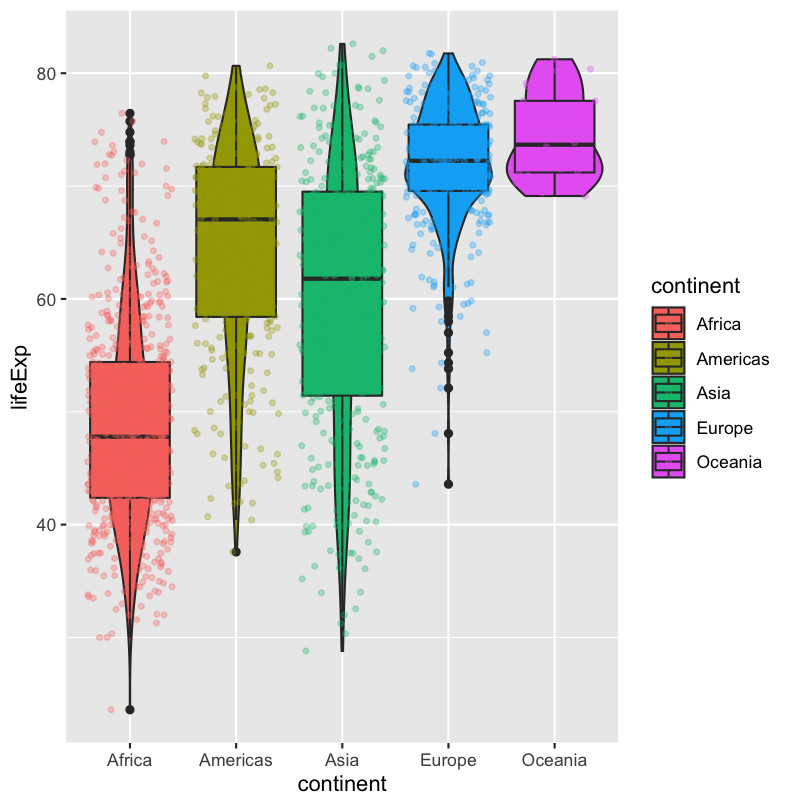 80
60
40
lifeExp
Africa Americas Asia Europe Oceania
continent
continent
Africa
Americas
Asia
Europe
Oceania